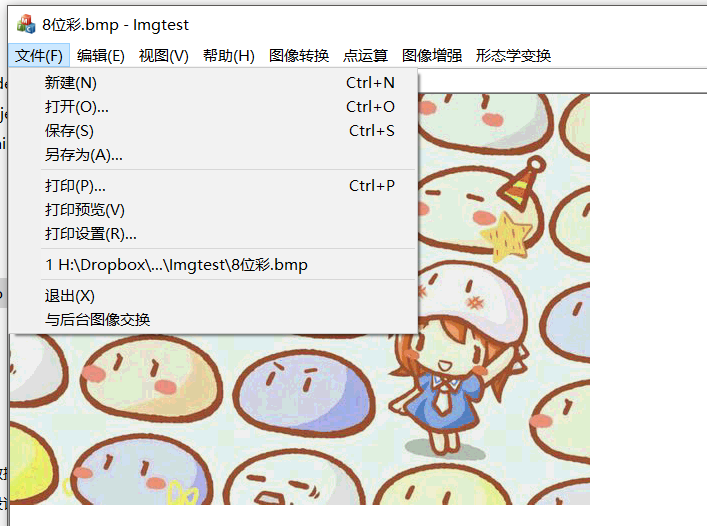 8位彩.bmp - Imgtest
文件(F) 编辑(E) 视图(V) 帮助(H) 图像转换 点运算 图像增强 形态学变换
新建(N) Ctrl+N
打开(O)... Ctrl+O
保存(S) Ctrl+S
另存为(A)...
打印(P)... Ctrl+P
打印预览(V)
打印设置(R)...
1 H:\Dropbox\...\Imgtest\8位彩.bmp
退出(X)
与后台图像交换